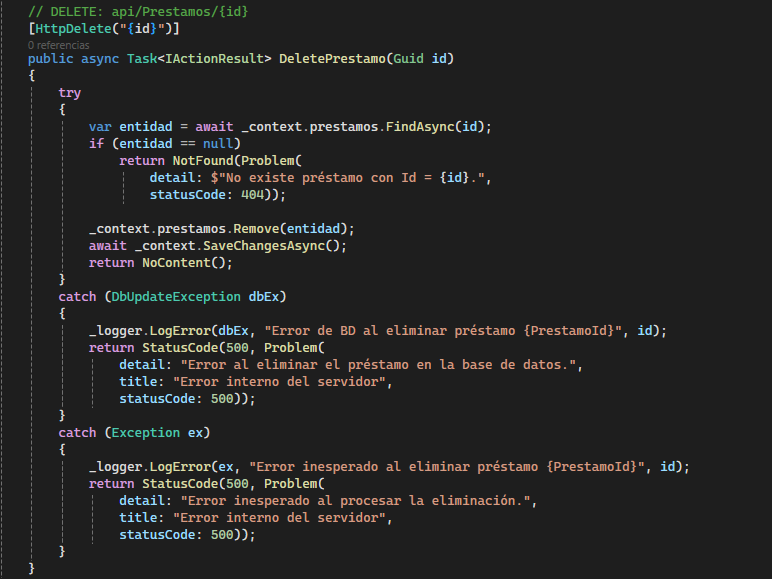 // DELETE: api/Prestamos/{id}
[HttpDelete("{id}")]
0 referencias
public async Task<IActionResult> DeletePrestamo(Guid id)
{
    try
    {
        var entidad = await _context.prestamos.FindAsync(id);
        if (entidad == null)
            return NotFound(Problem(
                detail: $"No existe préstamo con Id = {id}.",
                statusCode: 404));

        _context.prestamos.Remove(entidad);
        await _context.SaveChangesAsync();
        return NoContent();
    }
    catch (DbUpdateException dbEx)
    {
        _logger.LogError(dbEx, "Error de BD al eliminar préstamo {PrestamoId}", id);
        return StatusCode(500, Problem(
            detail: "Error al eliminar el préstamo en la base de datos.",
            title: "Error interno del servidor",
            statusCode: 500));
    }
    catch (Exception ex)
    {
        _logger.LogError(ex, "Error inesperado al eliminar préstamo {PrestamoId}", id);
        return StatusCode(500, Problem(
            detail: "Error inesperado al procesar la eliminación.",
            title: "Error interno del servidor",
            statusCode: 500));
    }
}